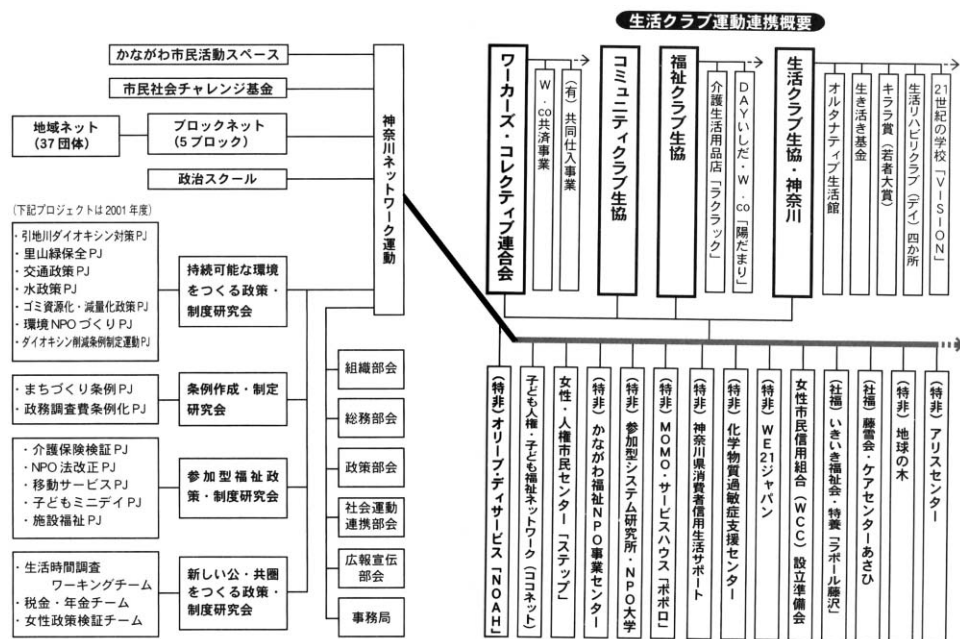 生活クラブ運動連携概要
かながわ市民活動スペース
市民社会チャレンジ基金
地域ネット
(37団体)
ブロックネット
(5ブロック)
政治スクール
神奈川ネットワーク運動
(下記プロジェクトは2001年度)
・引地川ダイオキシン対策PJ
・里山緑保全PJ
・交通政策PJ
・水政策PJ
・ゴミ資源化・減量化政策PJ
・環境NPOづくりPJ
・ダイオキシン削減条例制定運動PJ
持続可能な環境
をつくる政策・
制度研究会
・まちづくり条例PJ
・政務調査費条例化PJ
条例作成・制定
研究会
・介護保険検証PJ
・NPO法改正PJ
・移動サービスPJ
・子どもミニデイPJ
・施設福祉PJ
参加型福祉政
策・制度研究会
・生活時間調査
ワーキングチーム
・税金・年金チーム
・女性政策検証チーム
新しい公・共圏
をつくる政策・
制度研究会
組織部会
総務部会
政策部会
社会運動
連携部会
広報宣伝
部会
事務局
ワーカーズ・コレクティブ連合会
W.co共済事業
(有)共同仕入事業
コミュニティクラブ生協
福祉クラブ生協
介護生活用品店「ラクラック」
DAYいしだ・W.co「陽だまり」
生活クラブ生協・神奈川
オルタナティブ生活館
生き活き基金
キララ賞(若者大賞)
生活リハビリクラブ(デイ)四か所
21世紀の学校「VISION」
(特非)オリーブ・ディサービス「NOAH」
子ども人権・子ども福祉ネットワーク(ココネット)
女性・人権市民センター「ステップ」
(特非)かながわ福祉NPO事業センター
(特非)参加型システム研究所・NPO大学
(特非)MOMO・サービスハウス「ポポロ」
(特非)神奈川県消費者信用生活サポート
(特非)化学物質過敏症支援センター
(特非)WE21ジャパン
女性市民信用組合(WCC)設立準備会
(社福)いきいき福祉会・特養「ラポール藤沢」
(社福)藤雪会・ケアセンターあさひ
(特非)地球の木
(特非)アリスセンター